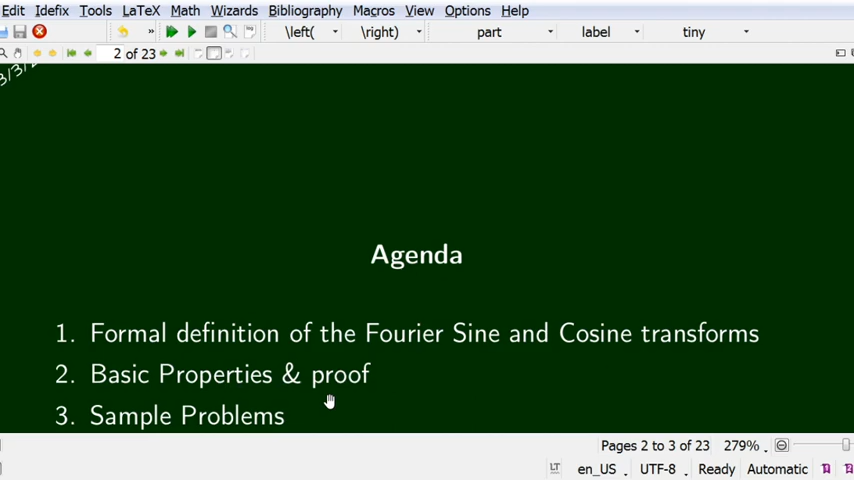 Edit Idefix Tools LaTeX Math Wizards Bibliography Macros View Options Help
» \left( \right) part label tiny
2 of 23
Agenda
1. Formal definition of the Fourier Sine and Cosine transforms
2. Basic Properties & proof
3. Sample Problems
Pages 2 to 3 of 23 279%
LT en_US UTF-8 Ready Automatic